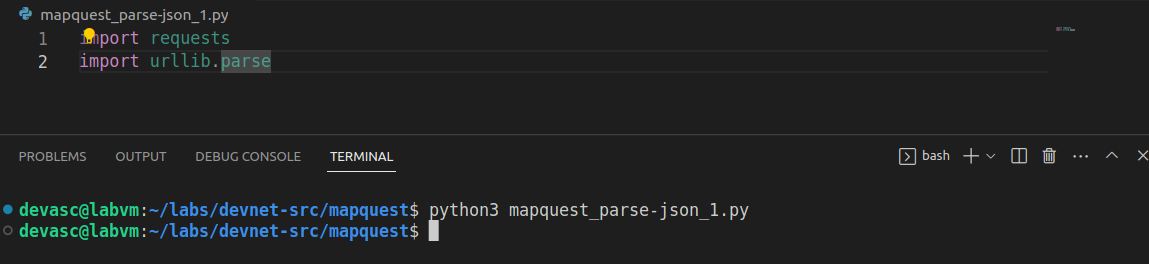 mapquest_parse-json_1.py
1 import requests
2 import urllib.parse
PROBLEMS OUTPUT DEBUG CONSOLE TERMINAL bash
devasc@labvm:~/labs/devnet-src/mapquest$ python3 mapquest_parse-json_1.py
devasc@labvm:~/labs/devnet-src/mapquest$